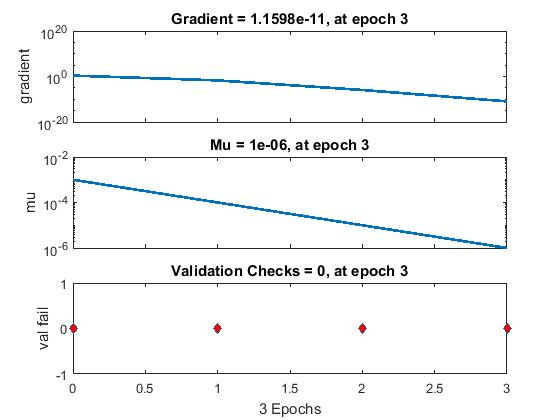 Gradient = 1.1598e-11, at epoch 3
10^20
10^0
10^-20
gradient
Mu = 1e-06, at epoch 3
10^-2
10^-4
10^-6
mu
Validation Checks = 0, at epoch 3
1
0
-1
val fail
0 0.5 1 1.5 2 2.5 3
3 Epochs